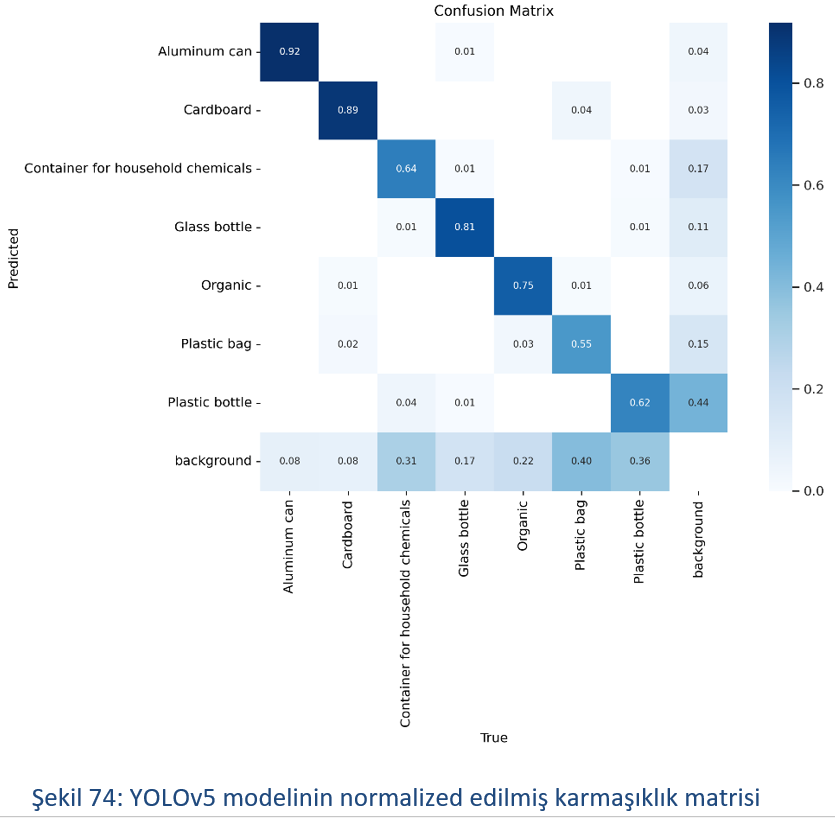 Confusion Matrix
Aluminum can
0.92
0.01
0.04
Cardboard
0.89
0.04
0.03
Container for household chemicals
0.64
0.01
0.01
0.17
Glass bottle
0.01
0.81
0.01
0.11
Organic
0.01
0.75
0.01
0.06
Plastic bag
0.02
0.03
0.55
0.15
Plastic bottle
0.04
0.01
0.62
0.44
background
0.08
0.08
0.31
0.17
0.22
0.40
0.36
Predicted
Aluminum can
Cardboard
Container for household chemicals
Glass bottle
Organic
Plastic bag
Plastic bottle
background
True
0.8
0.6
0.4
0.2
0.0
Şekil 74: YOLOv5 modelinin normalized edilmiş karmaşıklık matrisi